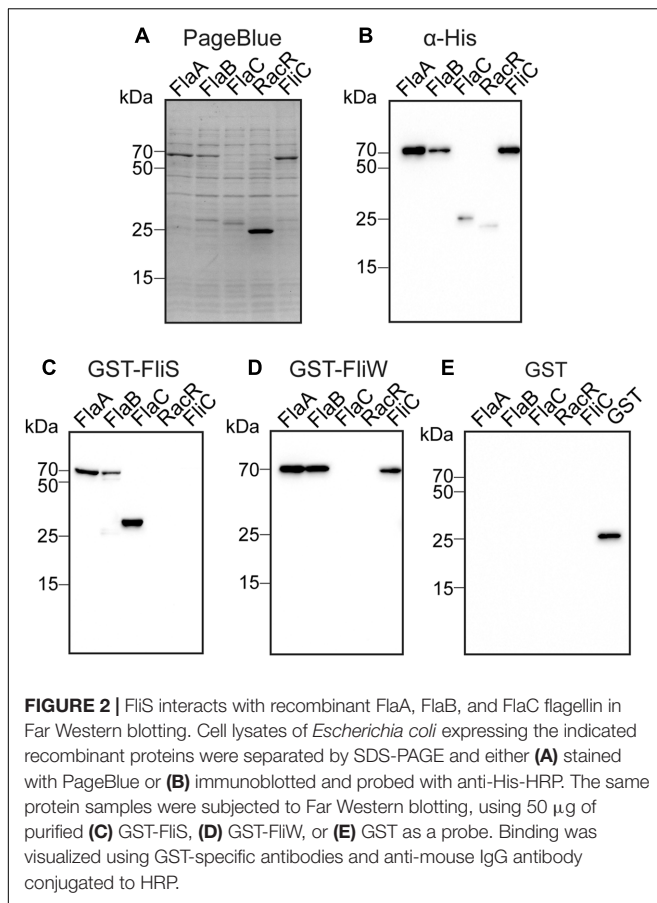 A PageBlue
B α-His
FlaA FlaB FlaC RacR FliC
FlaA FlaB FlaC RacR FliC
kDa
70
50
25
15
kDa
70
50
25
15
C GST-FliS
D GST-FliW
E GST
FlaA FlaB FlaC RacR FliC
FlaA FlaB FlaC RacR FliC
FlaA FlaB FlaC RacR FliC GST
kDa
70
50
25
15
kDa
70
25
15
kDa
70
50
25
15
FIGURE 2 | FliS interacts with recombinant FlaA, FlaB, and FlaC flagellin in
Far Western blotting. Cell lysates of Escherichia coli expressing the indicated
recombinant proteins were separated by SDS-PAGE and either (A) stained
with PageBlue or (B) immunoblotted and probed with anti-His-HRP. The same
protein samples were subjected to Far Western blotting, using 50 μg of
purified (C) GST-FliS, (D) GST-FliW, or (E) GST as a probe. Binding was
visualized using GST-specific antibodies and anti-mouse IgG antibody
conjugated to HRP.